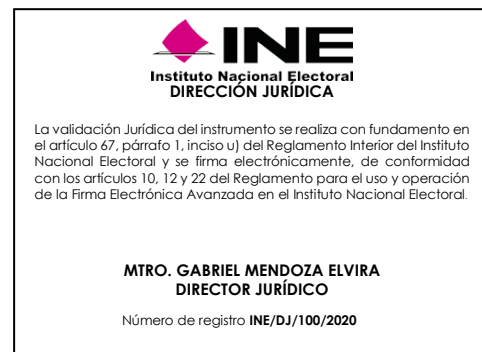 INE
Instituto Nacional Electoral
DIRECCIÓN JURÍDICA
La validación Jurídica del instrumento se realiza con fundamento en
el artículo 67, párrafo 1, inciso u) del Reglamento Interior del Instituto
Nacional Electoral y se firma electrónicamente, de conformidad
con los artículos 10, 12 y 22 del Reglamento para el uso y operación
de la Firma Electrónica Avanzada en el Instituto Nacional Electoral.
MTRO. GABRIEL MENDOZA ELVIRA
DIRECTOR JURÍDICO
Número de registro INE/DJ/100/2020